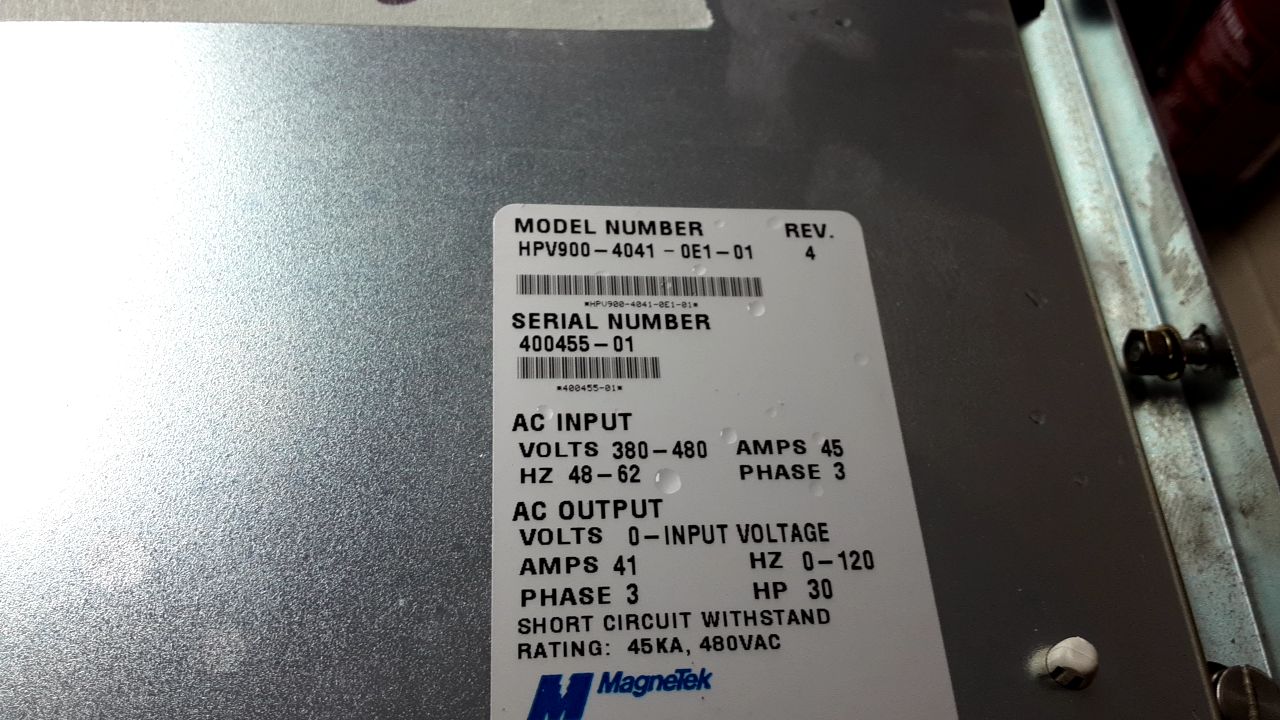 MODEL NUMBER REV.
HPV900-4041-0E1-01 4
*HPV900-4041-0E1-01*
SERIAL NUMBER
400455-01
*400455-01*
AC INPUT
VOLTS 380-480 AMPS 45
HZ 48-62 PHASE 3
AC OUTPUT
VOLTS 0-INPUT VOLTAGE
AMPS 41 HZ 0-120
PHASE 3 HP 30
SHORT CIRCUIT WITHSTAND
RATING: 45KA, 480VAC
MagneTek